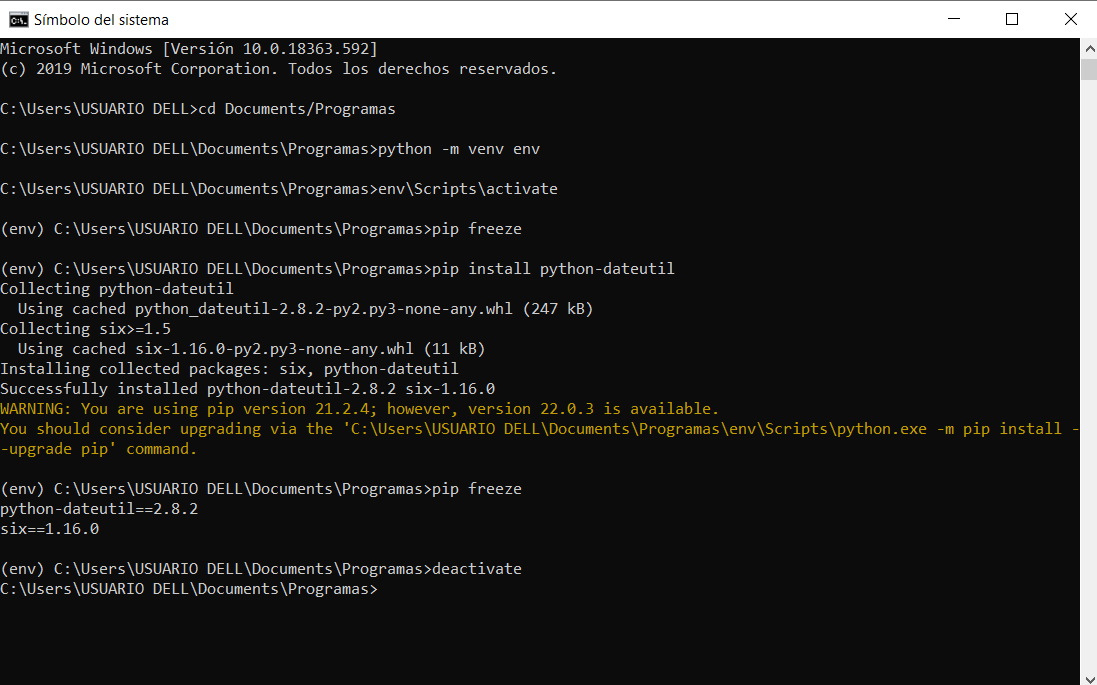 Símbolo del sistema
Microsoft Windows [Versión 10.0.18363.592]
(c) 2019 Microsoft Corporation. Todos los derechos reservados.
C:\Users\USUARIO DELL>cd Documents/Programas
C:\Users\USUARIO DELL\Documents\Programas>python -m venv env
C:\Users\USUARIO DELL\Documents\Programas>env\Scripts\activate
(env) C:\Users\USUARIO DELL\Documents\Programas>pip freeze
(env) C:\Users\USUARIO DELL\Documents\Programas>pip install python-dateutil
Collecting python-dateutil
  Using cached python_dateutil-2.8.2-py2.py3-none-any.whl (247 kB)
Collecting six>=1.5
  Using cached six-1.16.0-py2.py3-none-any.whl (11 kB)
Installing collected packages: six, python-dateutil
Successfully installed python-dateutil-2.8.2 six-1.16.0
WARNING: You are using pip version 21.2.4; however, version 22.0.3 is available.
You should consider upgrading via the 'C:\Users\USUARIO DELL\Documents\Programas\env\Scripts\python.exe -m pip install -
-upgrade pip' command.
(env) C:\Users\USUARIO DELL\Documents\Programas>pip freeze
python-dateutil==2.8.2
six==1.16.0
(env) C:\Users\USUARIO DELL\Documents\Programas>deactivate
C:\Users\USUARIO DELL\Documents\Programas>